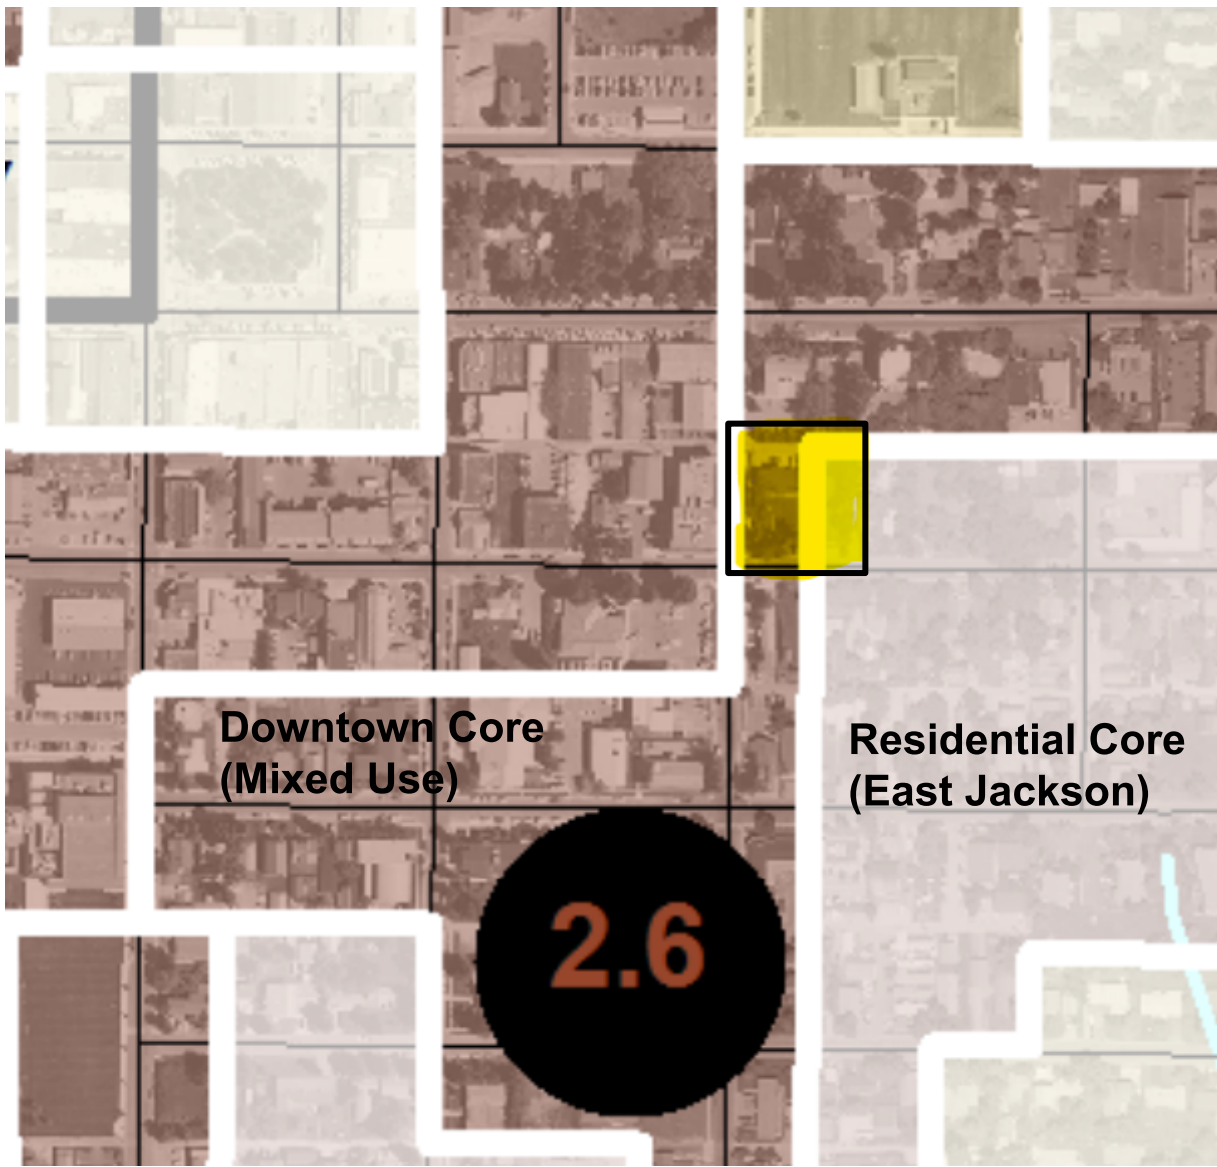 Downtown Core
(Mixed Use)
Residential Core
(East Jackson)
2.6